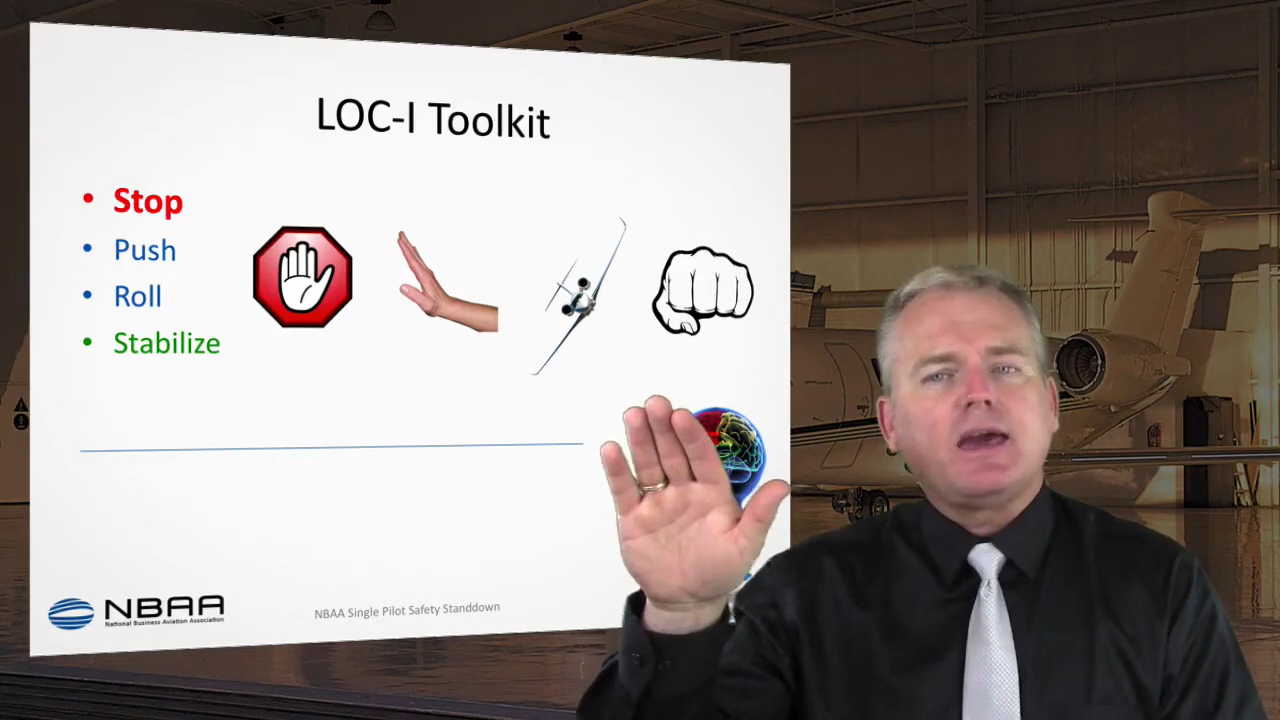 LOC-I Toolkit
• Stop
• Push
• Roll
• Stabilize
NBAA
National Business Aviation Association
NBAA Single Pilot Safety Standdown